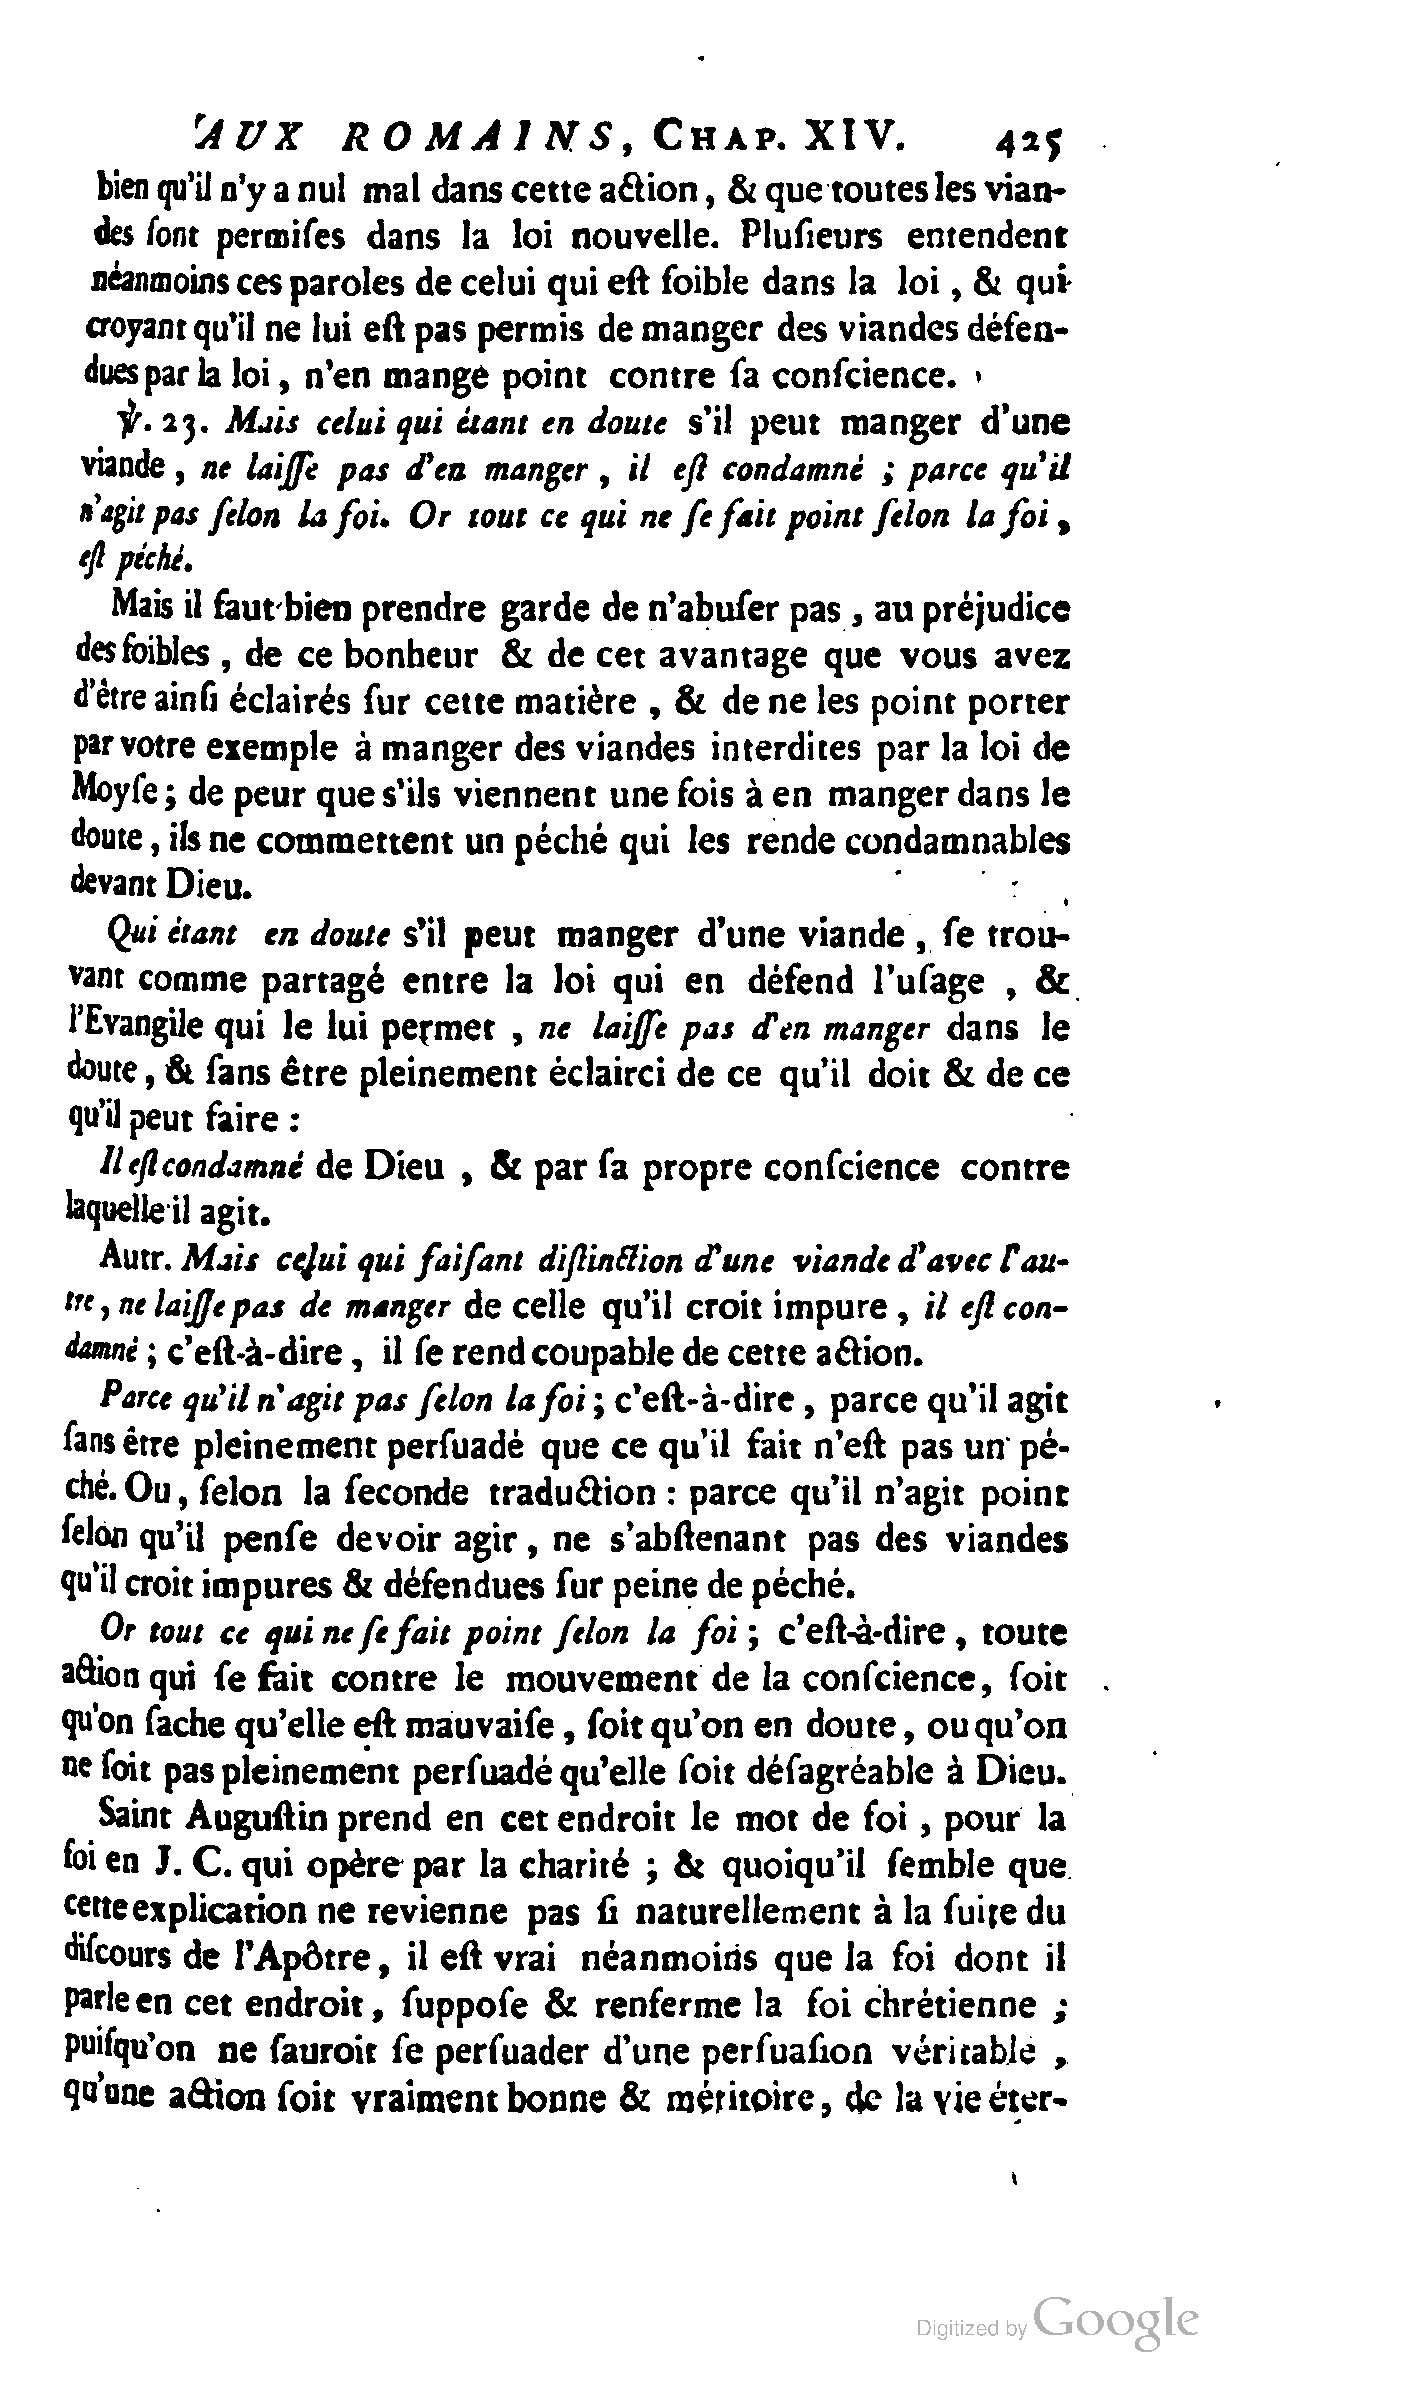 AUX ROMAINS, CHAP. XIV. 425
bien qu'il n'y a nul mal dans cette action, & que toutes les vian-
des ſont permiſes dans la loi nouvelle. Pluſieurs entendent
néanmoins ces paroles de celui qui eſt foible dans la loi, & qui
croyant qu'il ne lui eſt pas permis de manger des viandes défen-
dues par la loi, n'en mange point contre ſa conſcience.
℣. 23. Mais celui qui étant en doute s'il peut manger d'une
viande, ne laiſſe pas d'en manger, il eſt condamné ; parce qu'il
n'agit pas ſelon la foi. Or tout ce qui ne ſe fait point ſelon la foi,
eſt péché.
Mais il faut bien prendre garde de n'abuſer pas, au préjudice
des foibles, de ce bonheur & de cet avantage que vous avez
d'être ainſi éclairés ſur cette matière, & de ne les point porter
par votre exemple à manger des viandes interdites par la loi de
Moyſe; de peur que s'ils viennent une fois à en manger dans le
doute, ils ne commettent un péché qui les rende condamnables
devant Dieu.
Qui étant en doute s'il peut manger d'une viande, ſe trou-
vant comme partagé entre la loi qui en défend l'uſage, &
l'Evangile qui le lui permet, ne laiſſe pas d'en manger dans le
doute, & ſans être pleinement éclairci de ce qu'il doit & de ce
qu'il peut faire :
Il eſt condamné de Dieu, & par ſa propre conſcience contre
laquelle il agit.
Autr. Mais celui qui faiſant diſtinction d'une viande d'avec l'au-
tre, ne laiſſe pas de manger de celle qu'il croit impure, il eſt con-
damné ; c'eſt-à-dire, il ſe rend coupable de cette action.
Parce qu'il n'agit pas ſelon la foi ; c'eſt-à-dire, parce qu'il agit
ſans être pleinement perſuadé que ce qu'il fait n'eſt pas un pé-
ché. Ou, ſelon la ſeconde traduction : parce qu'il n'agit point
ſelon qu'il penſe devoir agir, ne s'abſtenant pas des viandes
qu'il croit impures & défendues ſur peine de péché.
Or tout ce qui ne ſe fait point ſelon la foi ; c'eſt-à-dire, toute
action qui ſe fait contre le mouvement de la conſcience, ſoit
qu'on ſache qu'elle eſt mauvaiſe, ſoit qu'on en doute, ou qu'on
ne ſoit pas pleinement perſuadé qu'elle ſoit déſagréable à Dieu.
Saint Auguſtin prend en cet endroit le mot de foi, pour la
foi en J. C. qui opère par la charité ; & quoiqu'il ſemble que
cette explication ne revienne pas ſi naturellement à la ſuite du
diſcours de l'Apôtre, il eſt vrai néanmoins que la foi dont il
parle en cet endroit, ſuppoſe & renferme la foi chrétienne ;
puiſqu'on ne ſauroit ſe perſuader d'une perſuaſion véritable,
qu'une action ſoit vraiment bonne & méritoire, de la vie éter-
Digitized by Google